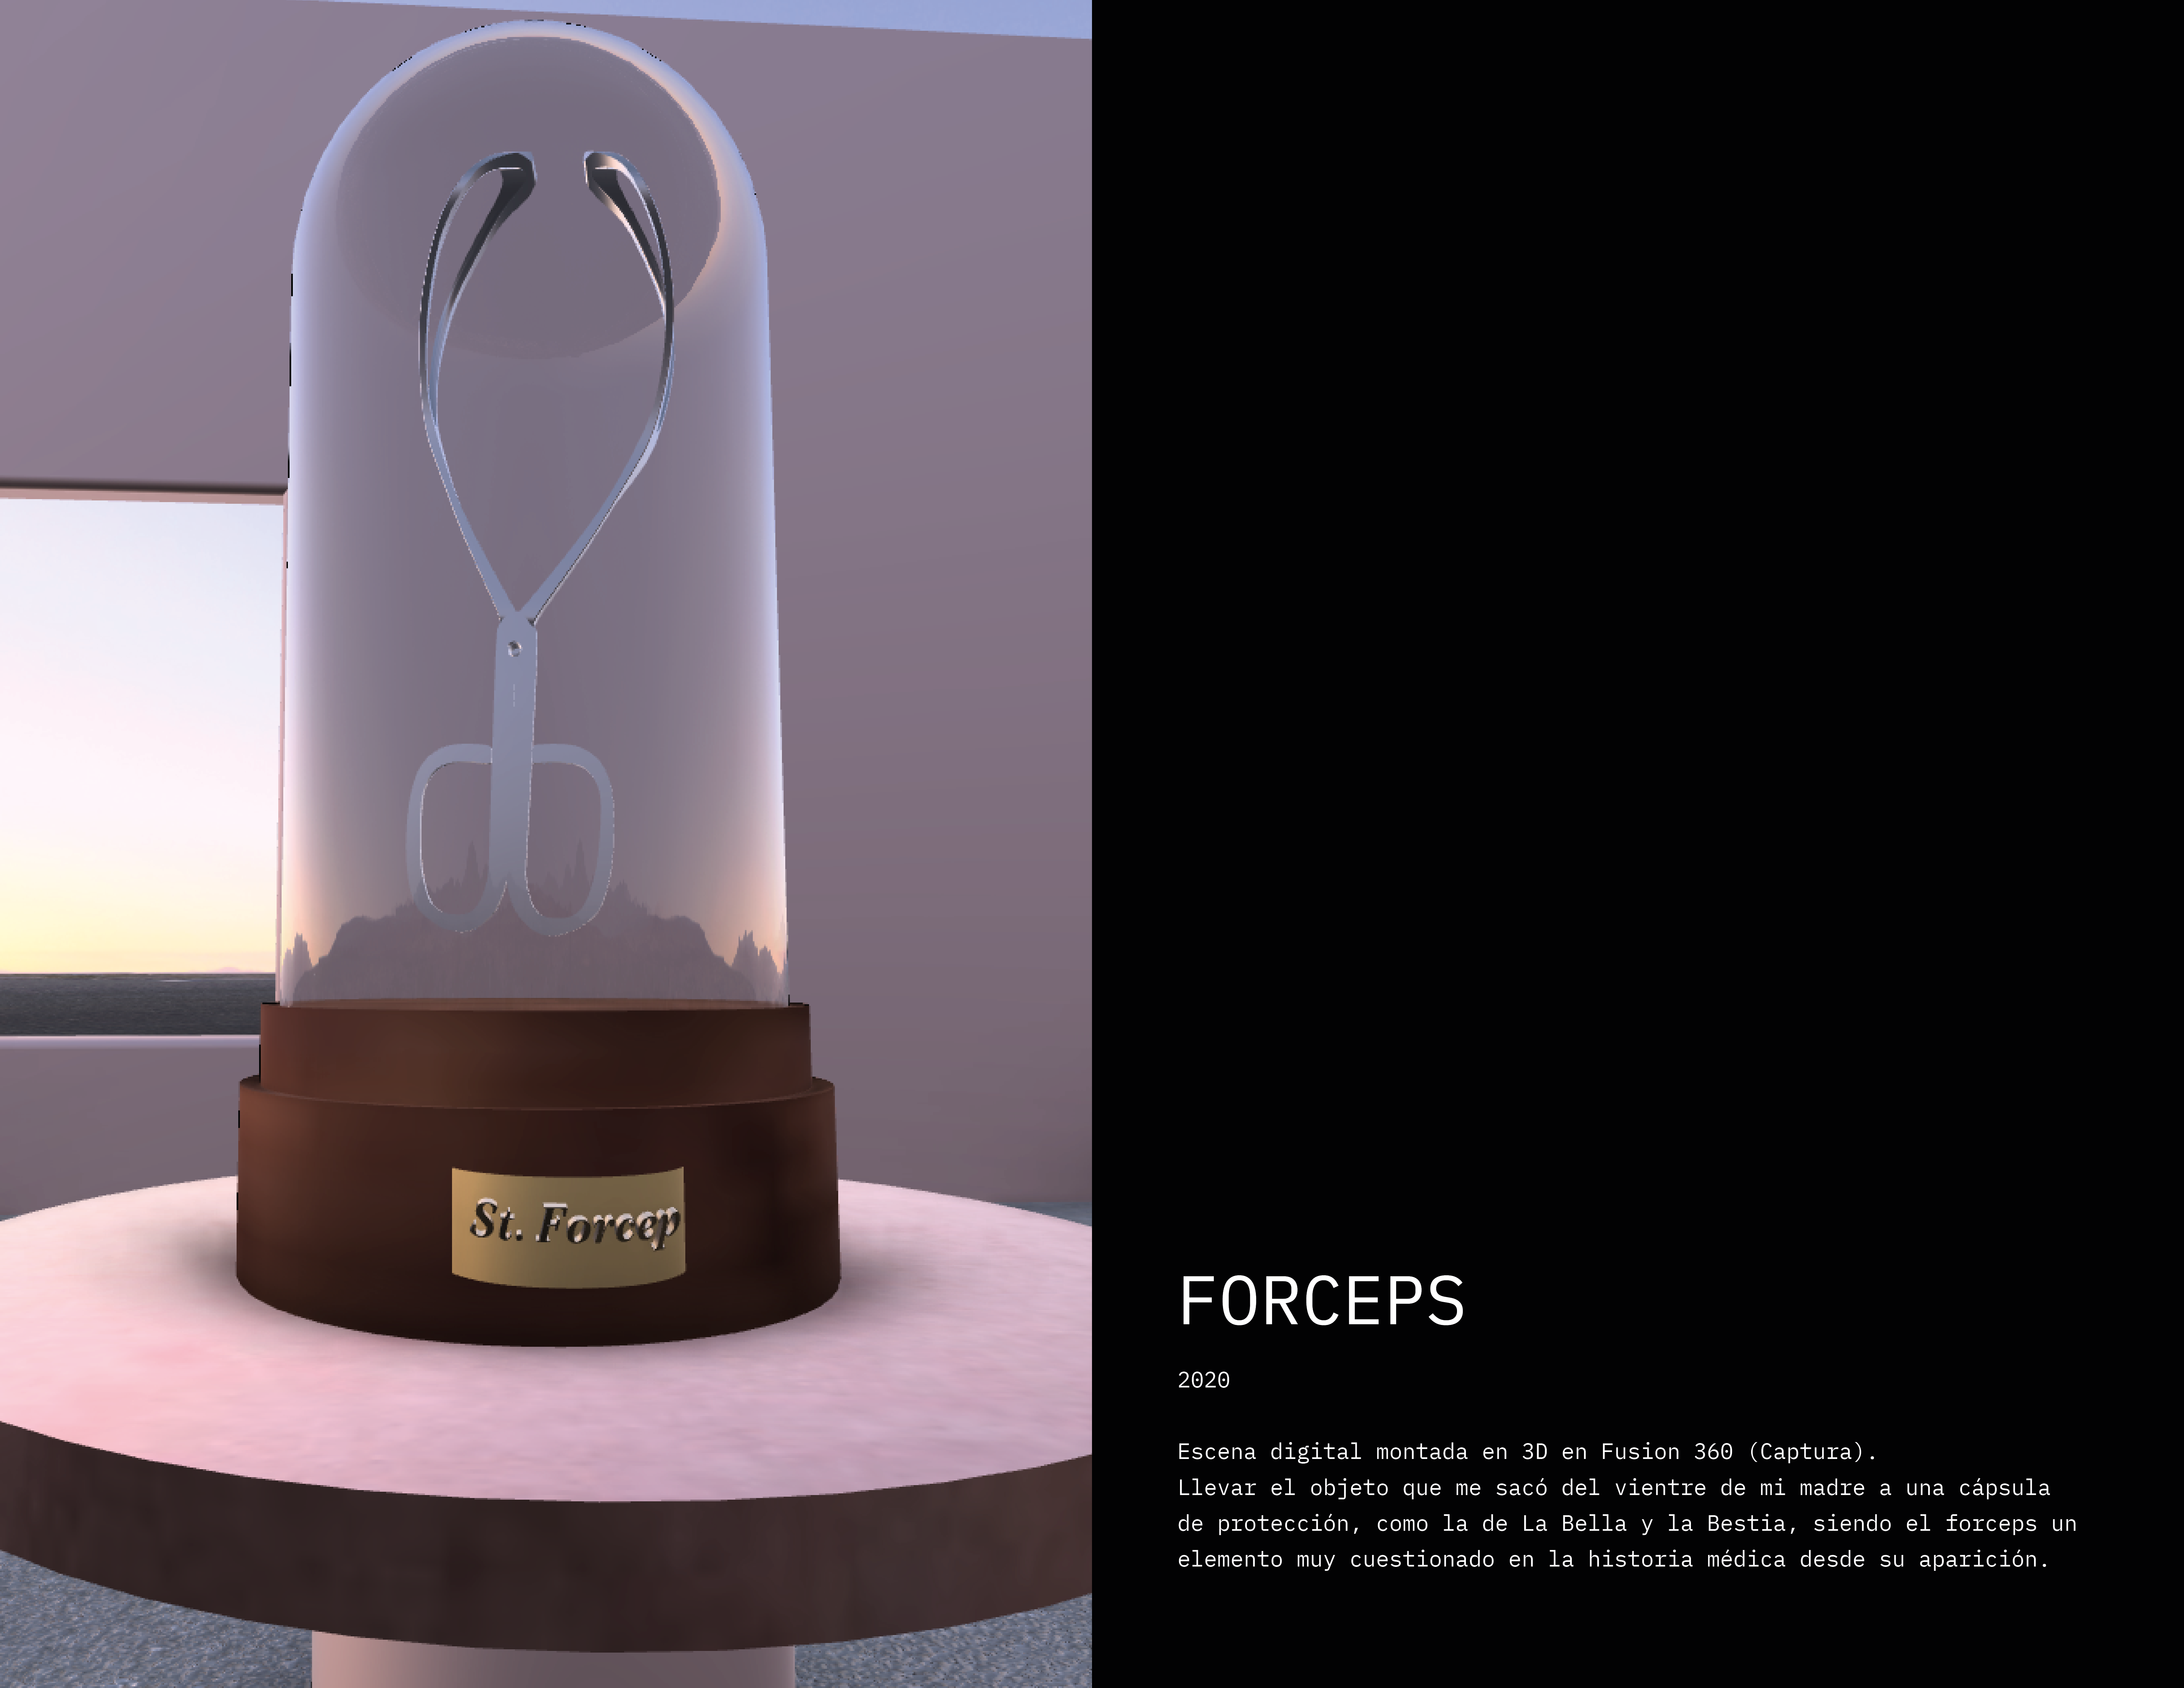 St. Forcep
FORCEPS
2020
Escena digital montada en 3D en Fusion 360 (Captura).
Llevar el objeto que me sacó del vientre de mi madre a una cápsula
de protección, como la de La Bella y la Bestia, siendo el forceps un
elemento muy cuestionado en la historia médica desde su aparición.